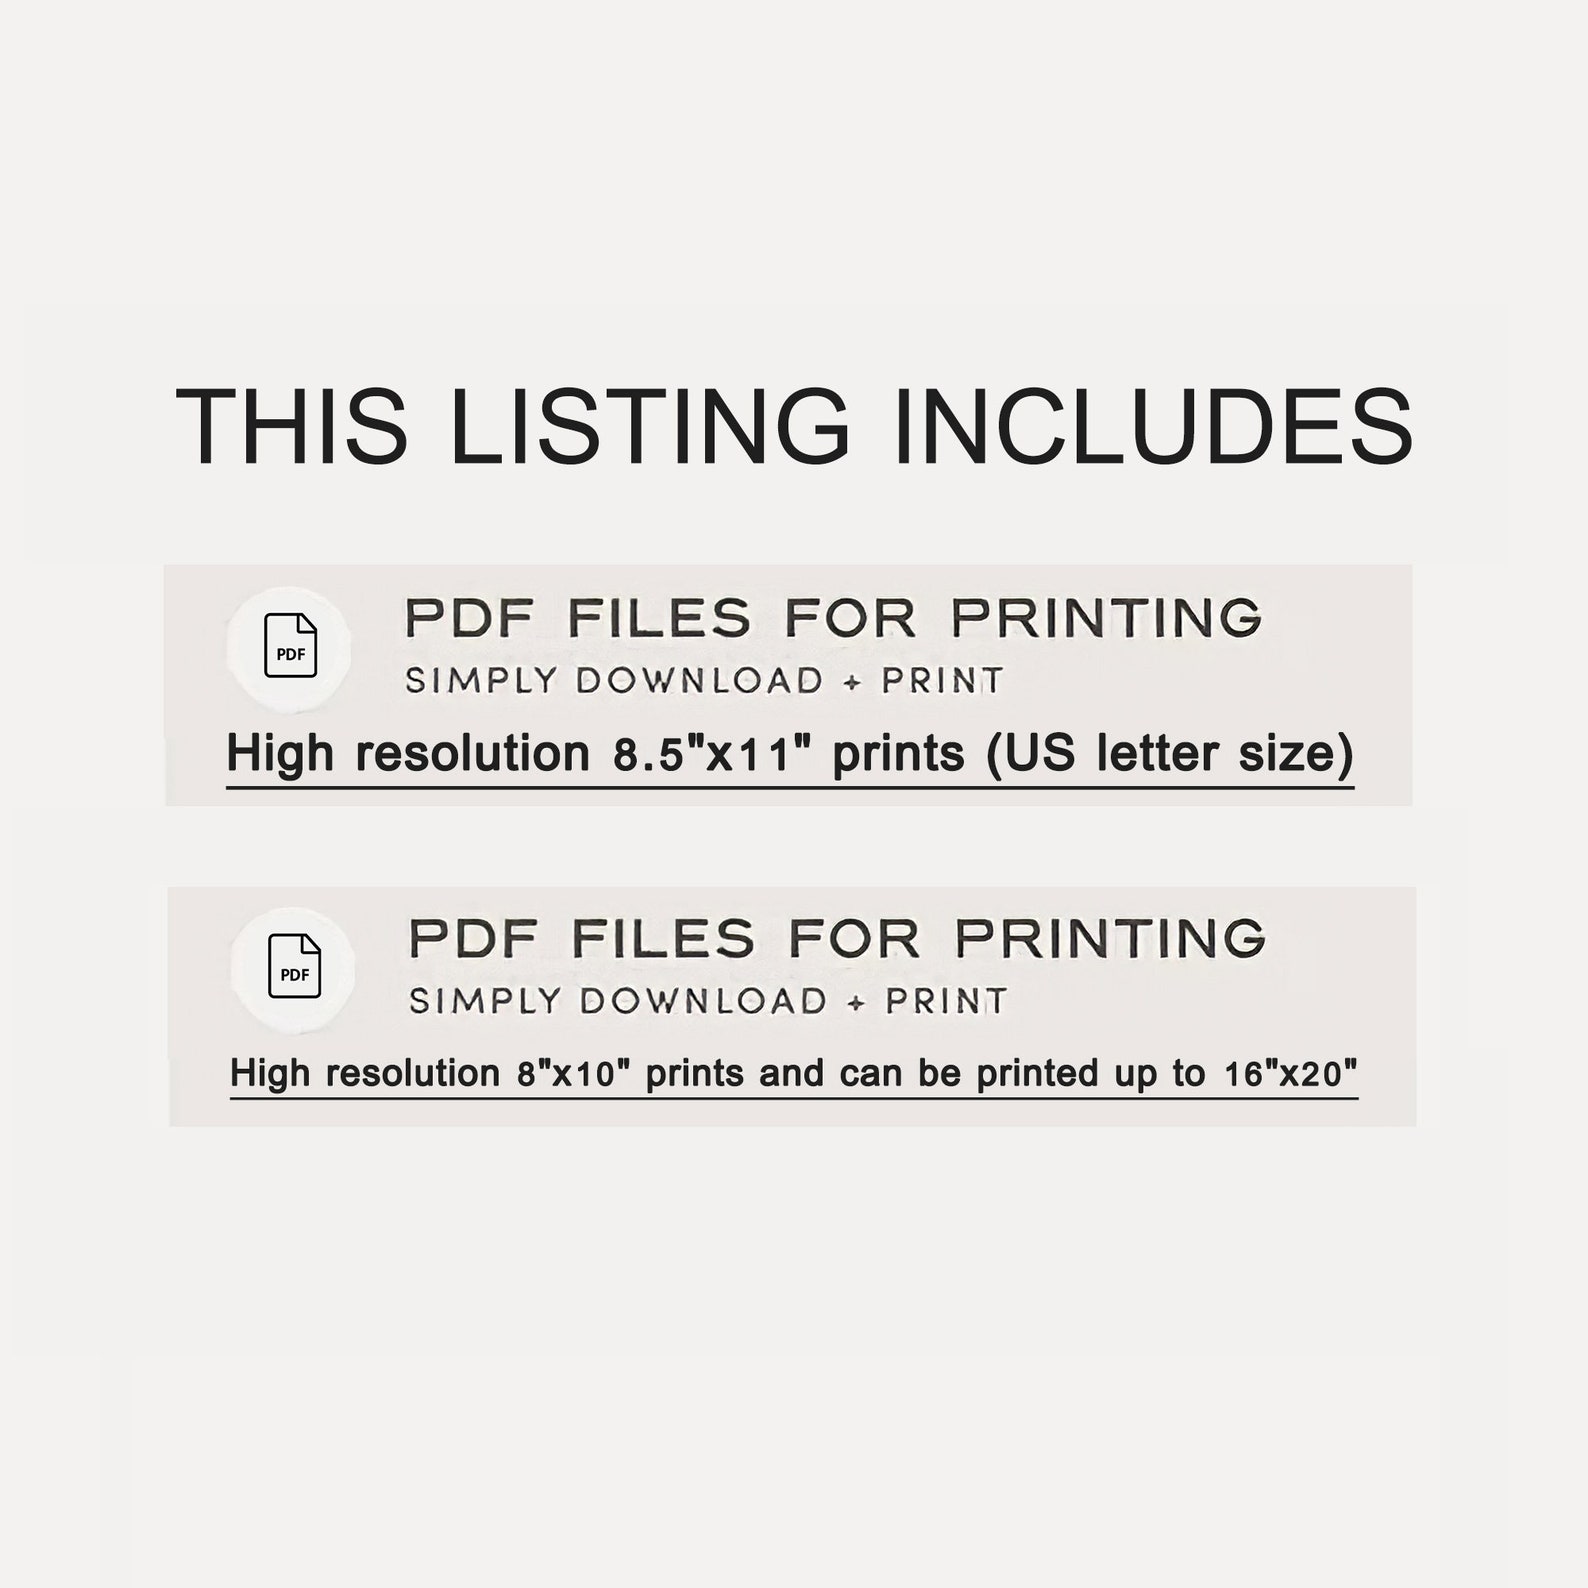 THIS LISTING INCLUDES
PDF
PDF FILES FOR PRINTING
SIMPLY DOWNLOAD + PRINT
High resolution 8.5"x11" prints (US letter size)
PDF
PDF FILES FOR PRINTING
SIMPLY DOWNLOAD + PRINT
High resolution 8"x10" prints and can be printed up to 16"x20"